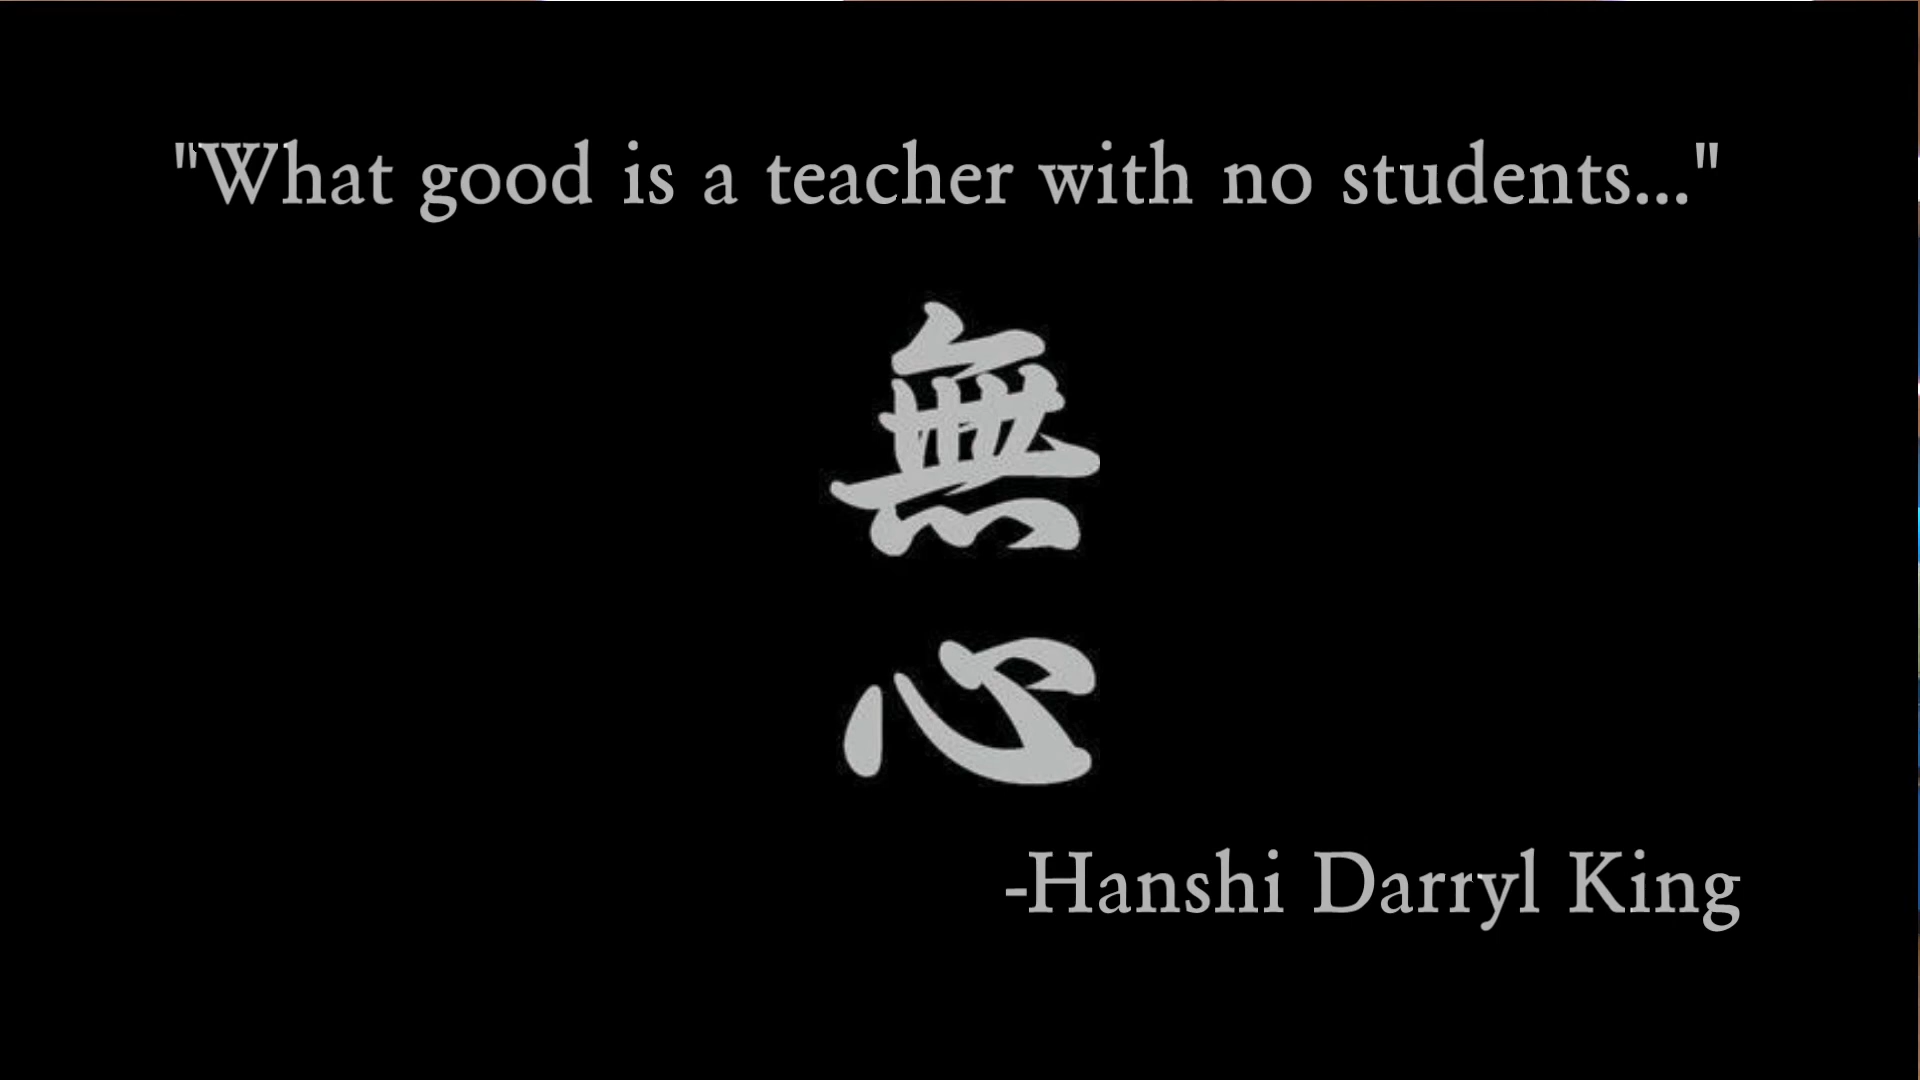 "What good is a teacher with no students..."
無
心
-Hanshi Darryl King